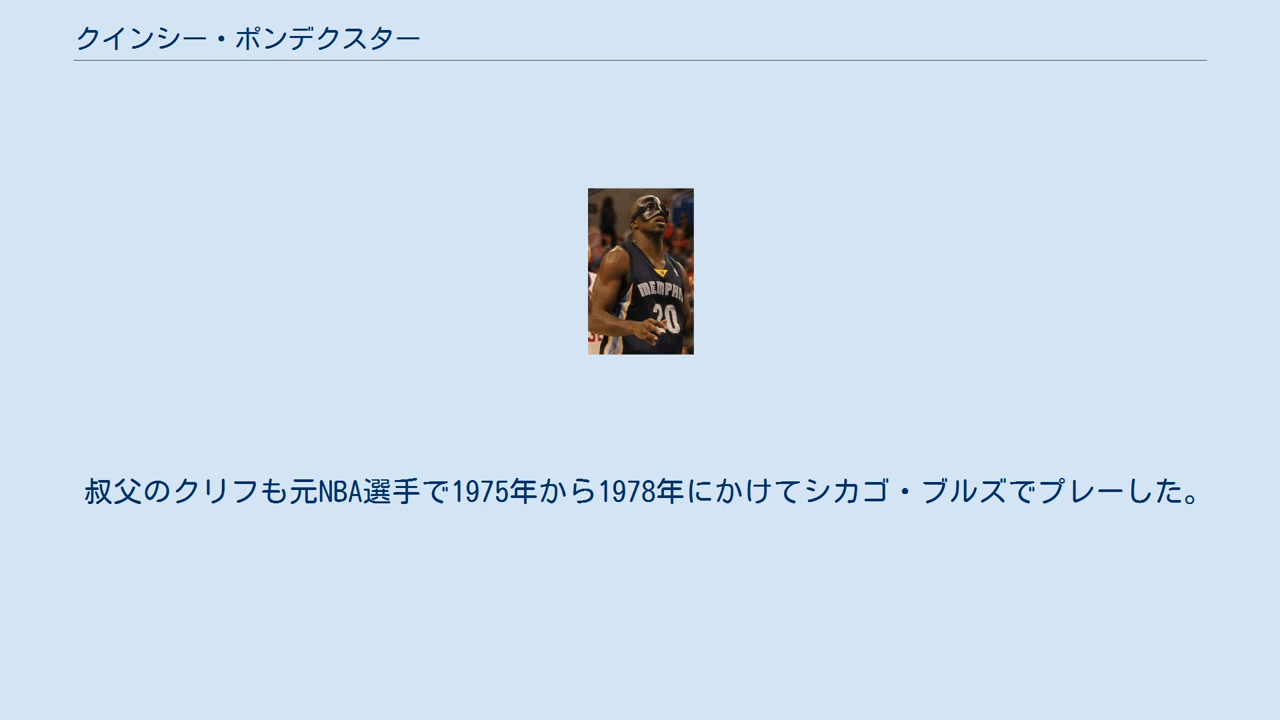 クインシー・ポンデクスター
MEMPHI
20
叔父のクリフも元NBA選手で1975年から1978年にかけてシカゴ・ブルズでプレーした。